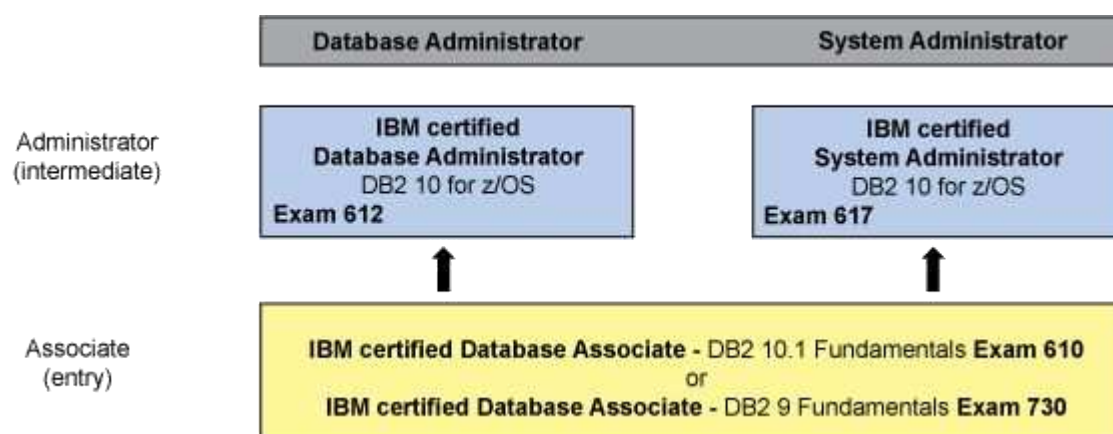 Database Administrator
System Administrator
Administrator
(intermediate)
IBM certified
Database Administrator
DB2 10 for z/OS
Exam 612
IBM certified
System Administrator
DB2 10 for z/OS
Exam 617
Associate
(entry)
IBM certified Database Associate - DB2 10.1 Fundamentals Exam 610
or
IBM certified Database Associate - DB2 9 Fundamentals Exam 730